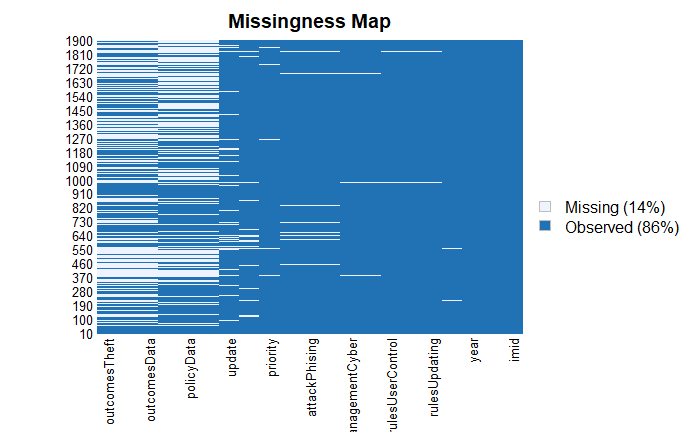 Missingness Map
1900
1810
1720
1630
1540
1450
1360
1270
1180
1090
1000
910
820
730
640
550
460
370
280
190
100
10
Missing (14%)
Observed (86%)
outcomesTheft
outcomesData
policyData
update
priority
attackPhising
anagementCyber
rulesUserControl
rulesUpdating
year
imid